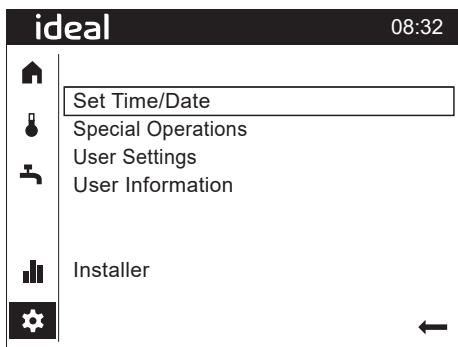 ideal 08:32
Set Time/Date
Special Operations
User Settings
User Information
Installer